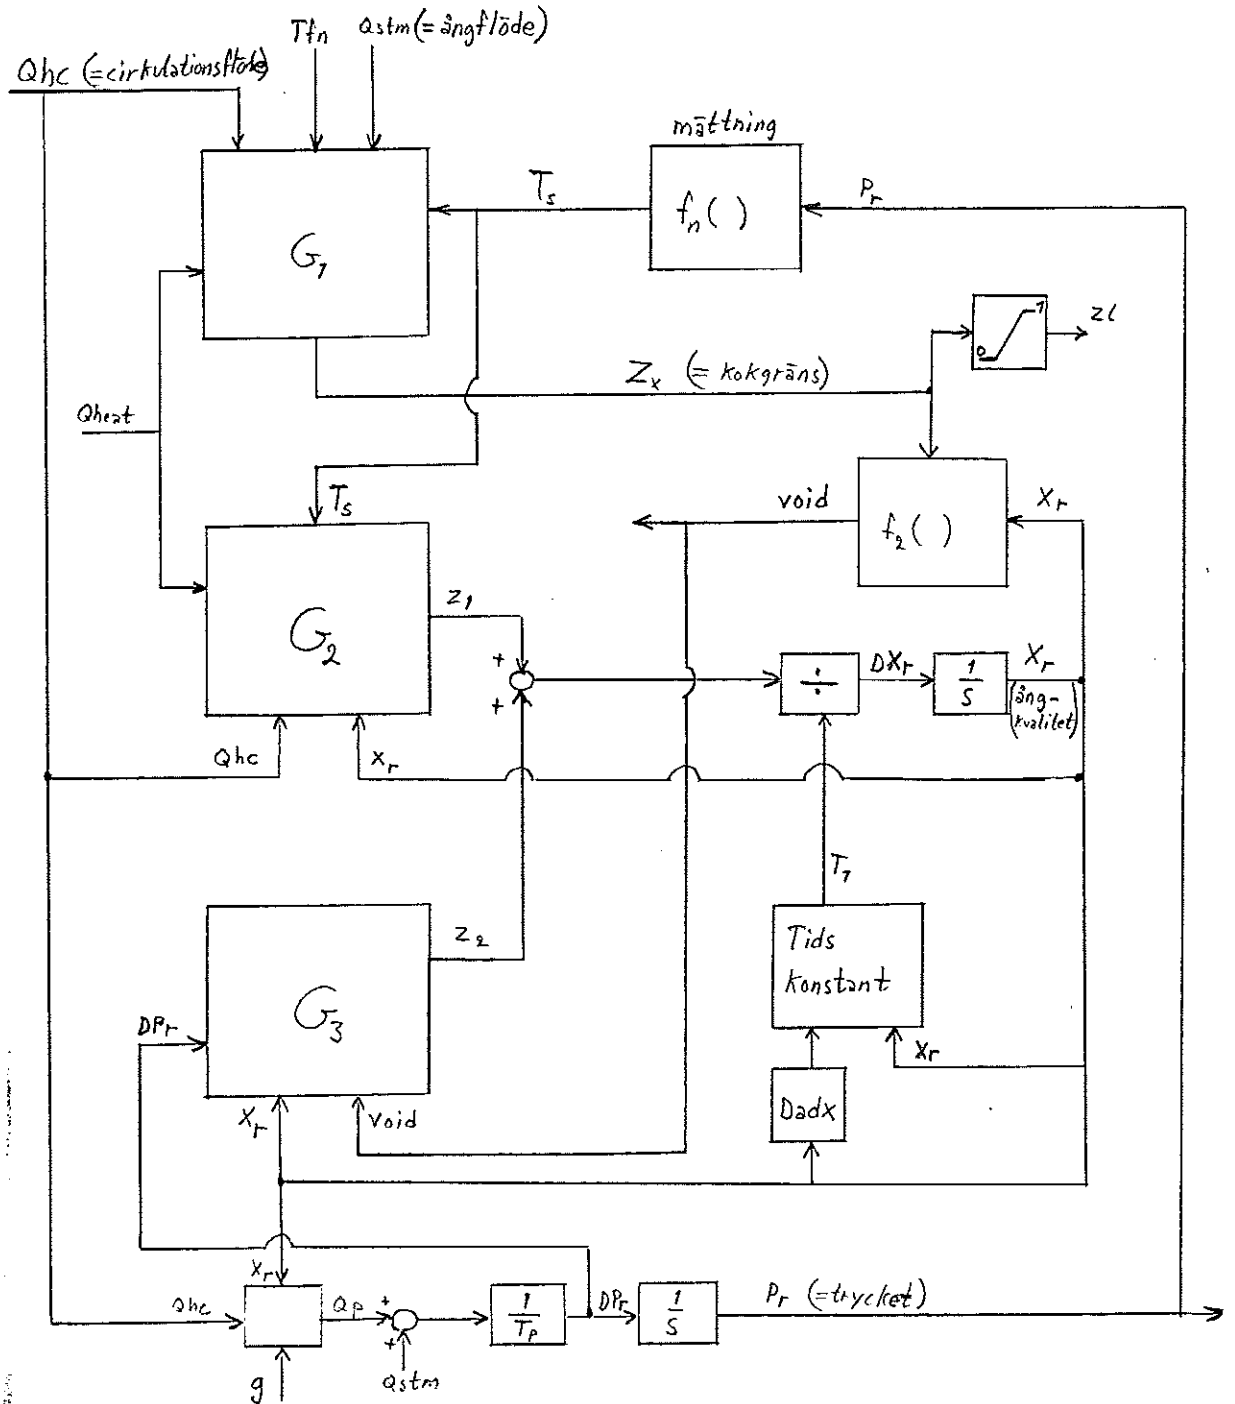 Tfn
Qstm (= ångflöde)
Qhc (=cirkulationsflöde)
mättning
Ts
fn ( )
Pr
G1
0
1
zl
Zx (= kokgräns)
Qheat
Ts
void
Xr
f2 ( )
z1
G2
+
+
÷
DXr
1
S
Xr
(ång-
kvalitet)
Qhc
Xr
T1
z2
Tids
konstant
G3
DPr
Xr
Xr
void
Dadx
Xr
Qhc
Qp
+
+
1
Tp
DPr
1
S
Pr (=trycket)
g
Qstm